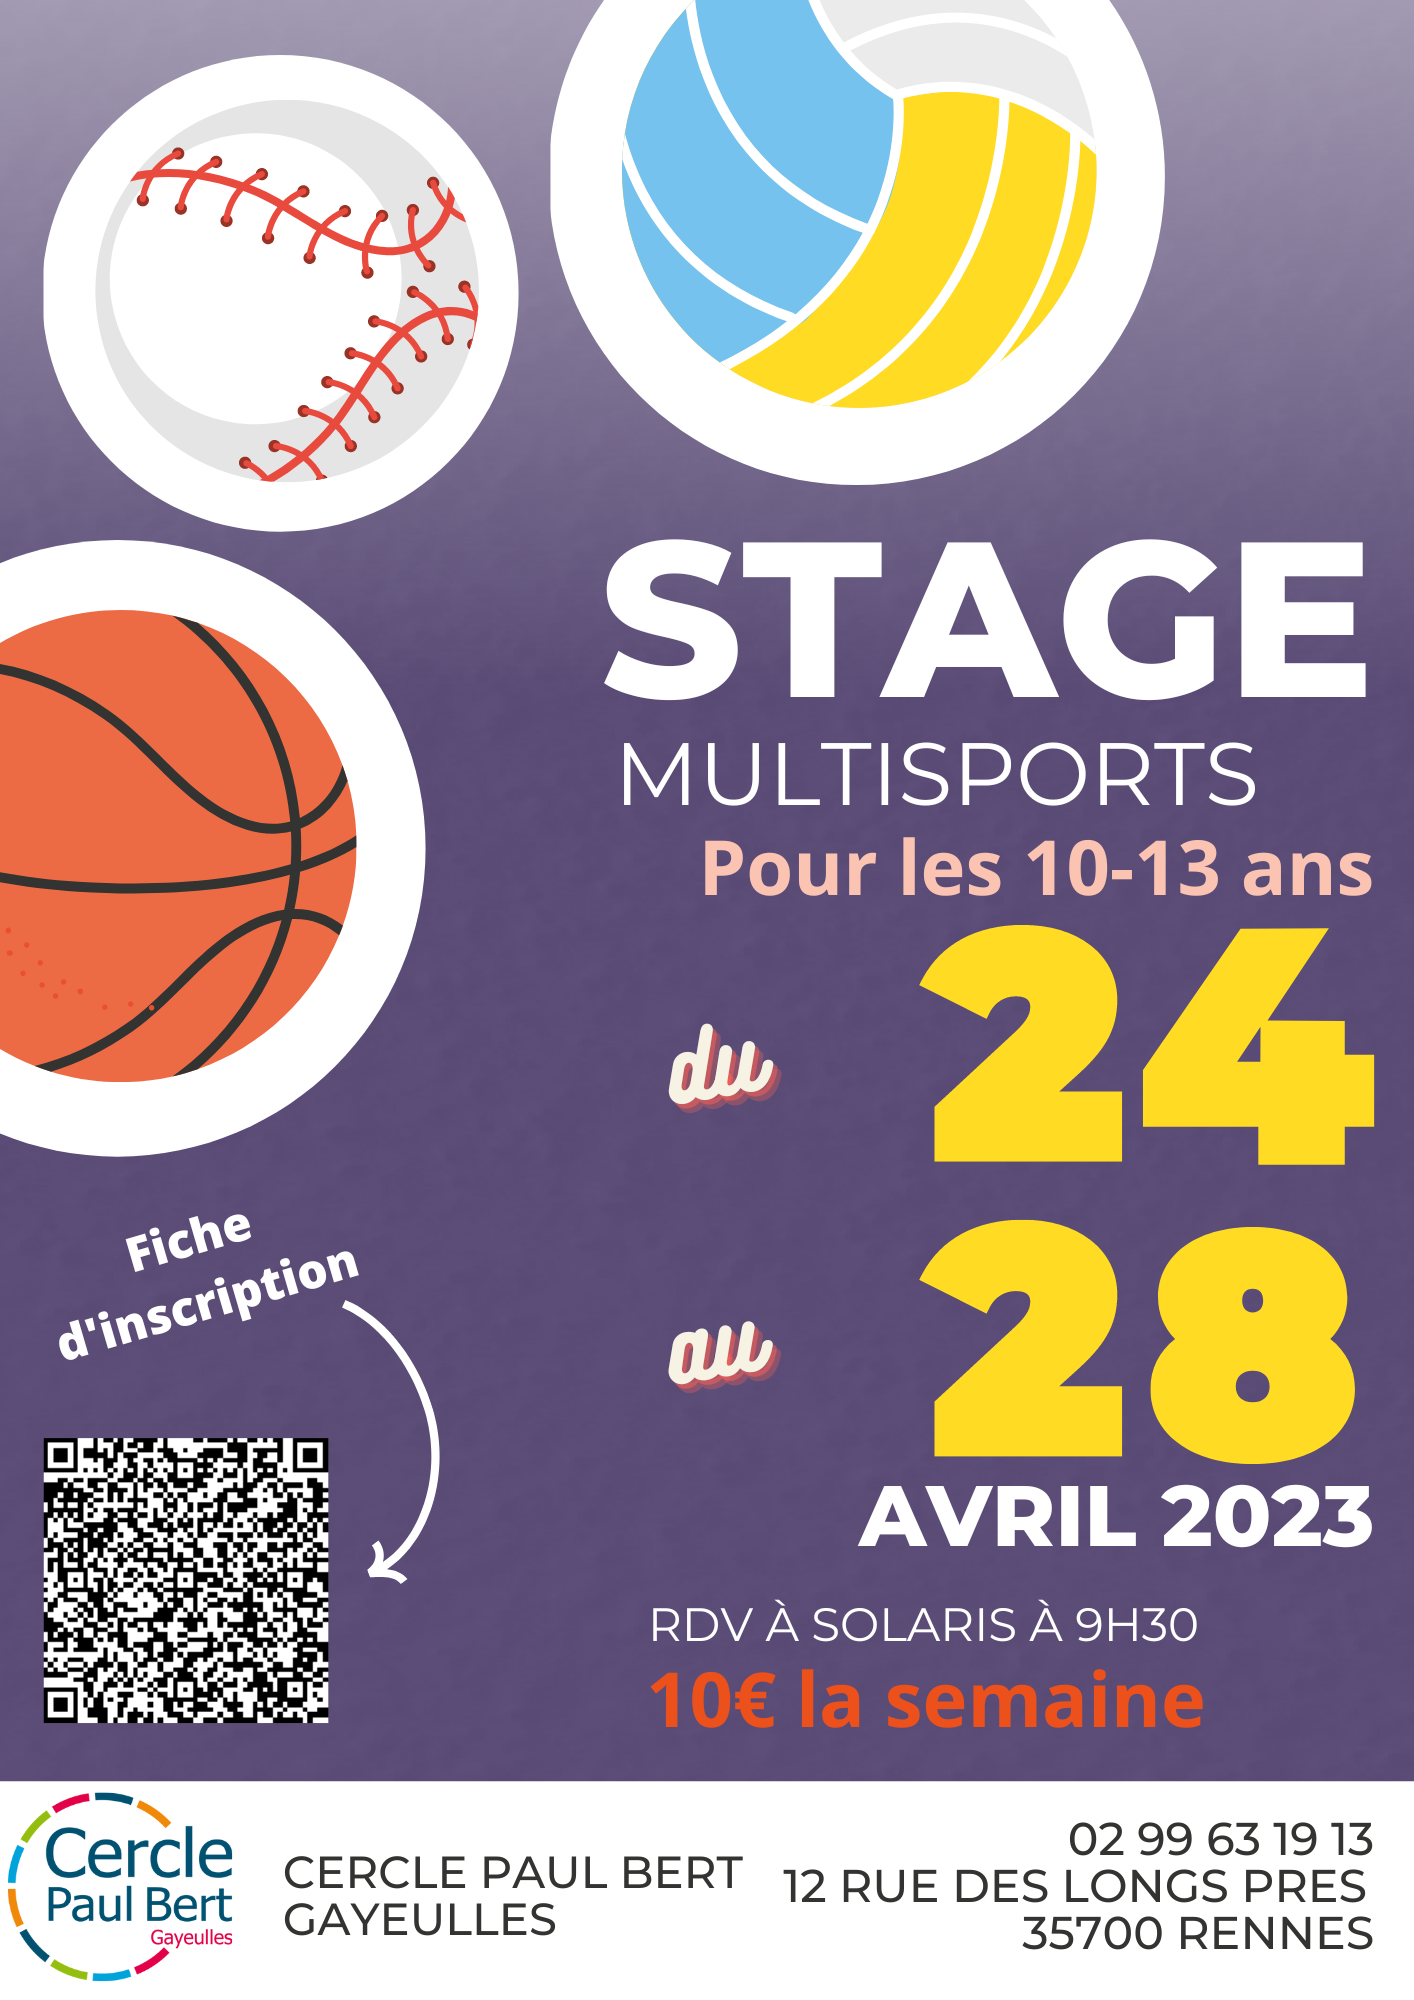 STAGE
MULTISPORTS
Pour les 10-13 ans
du
24
au
28
AVRIL 2023
RDV À SOLARIS À 9H30
10€ la semaine
Fiche
d'inscription
Cercle
Paul Bert
Gayeulles
CERCLE PAUL BERT
GAYEULLES
02 99 63 19 13
12 RUE DES LONGS PRES
35700 RENNES